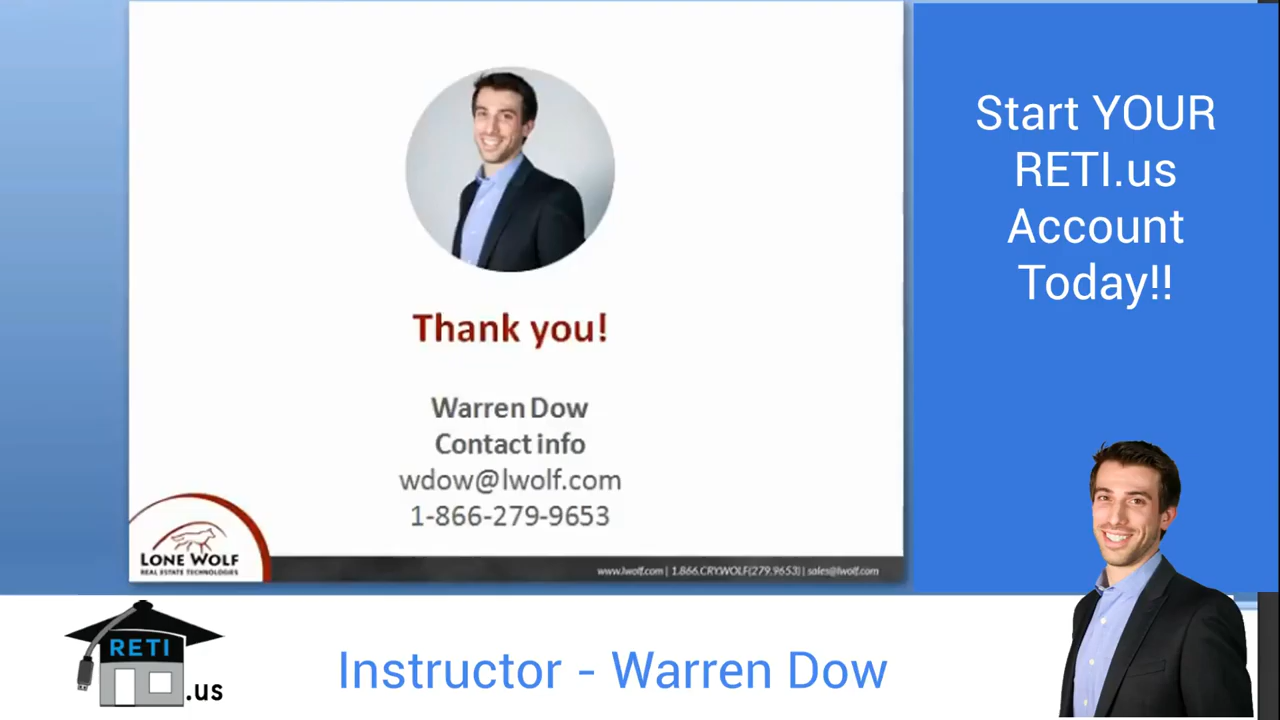 Thank you!
Warren Dow
Contact info
wdow@lwolf.com
1-866-279-9653
LONE WOLF
REAL ESTATE TECHNOLOGIES
www.lwolf.com | 1.866.CRY.WOLF(279.9653) | sales@lwolf.com
Start YOUR
RETI.us
Account
Today!!
RETI
.us
Instructor - Warren Dow